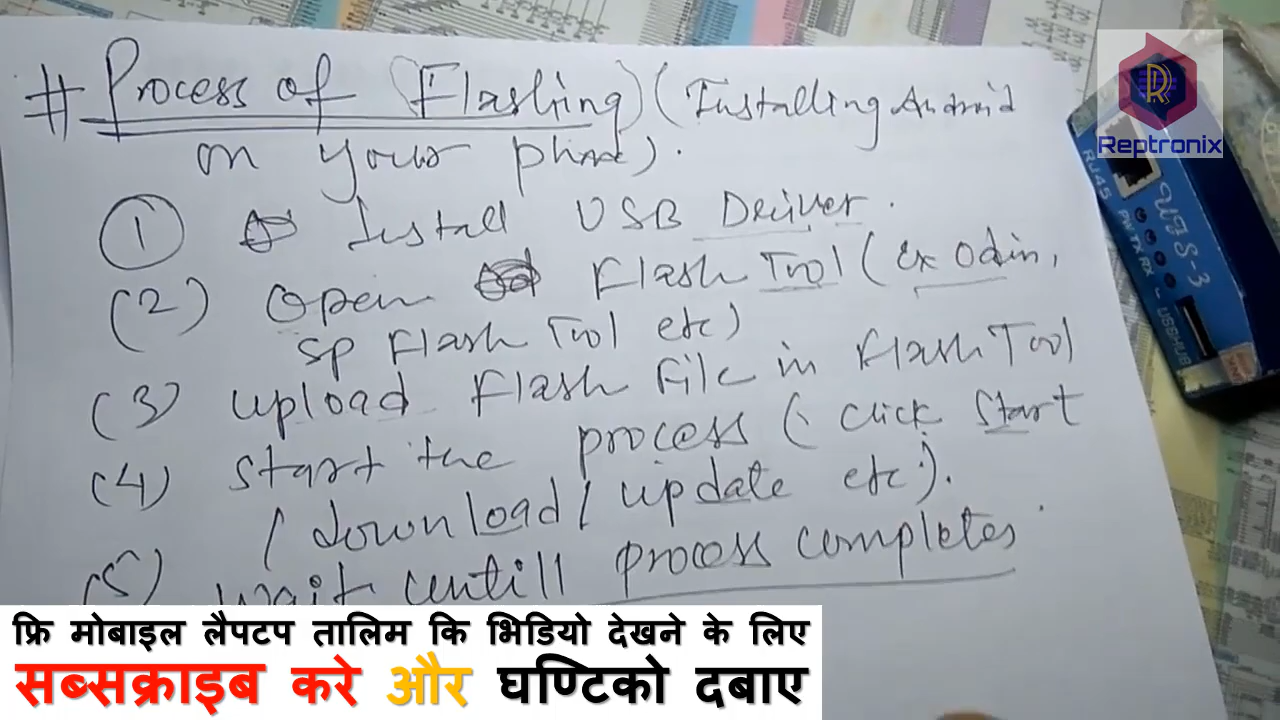 # Process of (Flashing) (Installing Android
on your phone).
1 Install USB Driver.
(2) Open Flash Tool (Ex Odin,
SP Flash Tool etc)
(3) upload Flash File in Flash Tool
(4) start the process (click Start
/download/update etc).
(5) wait untill process completes
Reptronix
RJ45
UFS-3
PW TX RX
USBHUB
फ्रि मोबाइल लैपटप तालिम कि भिडियो देखने के लिए
सब्सक्राइब करे और घण्टिको दबाए